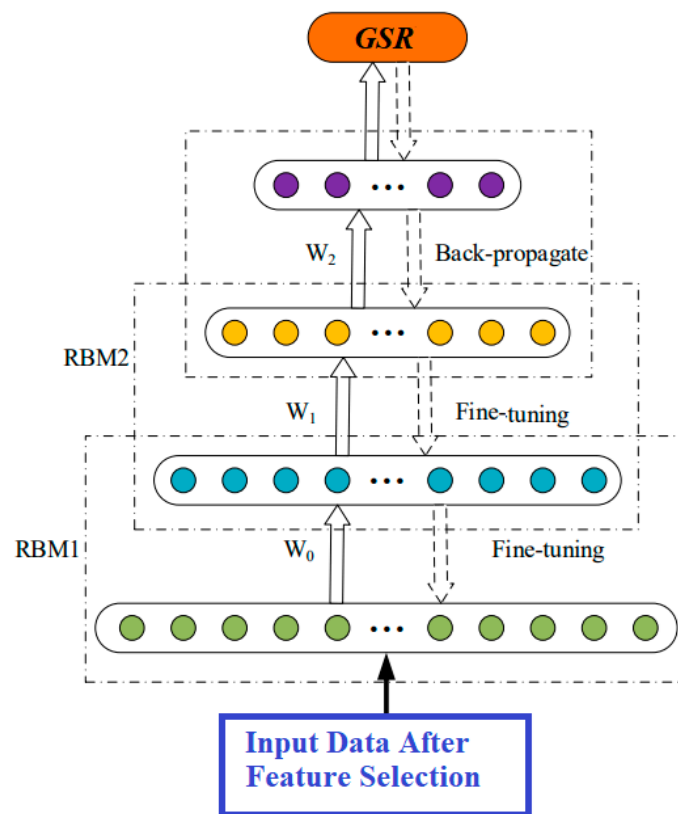 GSR
W2
Back-propagate
RBM2
W1
Fine-tuning
RBM1
W0
Fine-tuning
Input Data After
Feature Selection